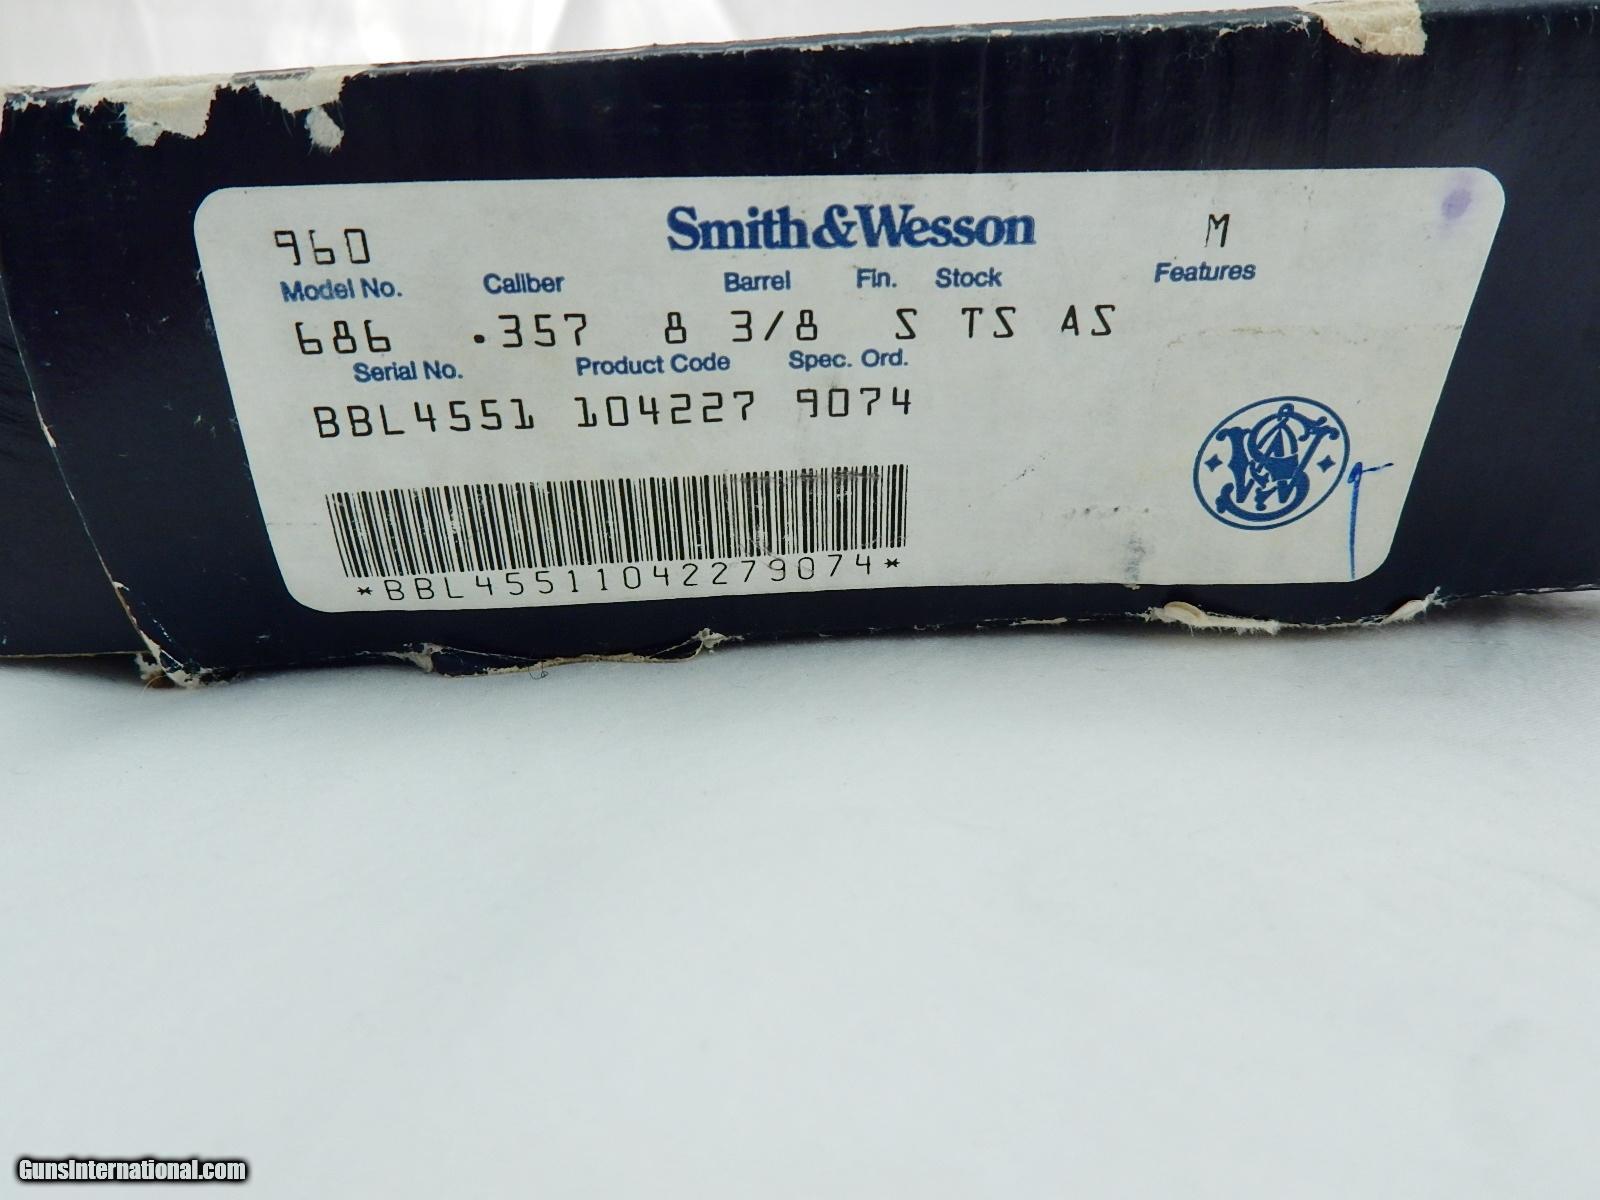 960 Smith & Wesson M
Model No. Caliber Barrel Fin. Stock Features
686 .357 8 3/8 S TS AS
Serial No. Product Code Spec. Ord.
BBL4551 104227 9074
*BBL45511042279074*
GunsInternational.com